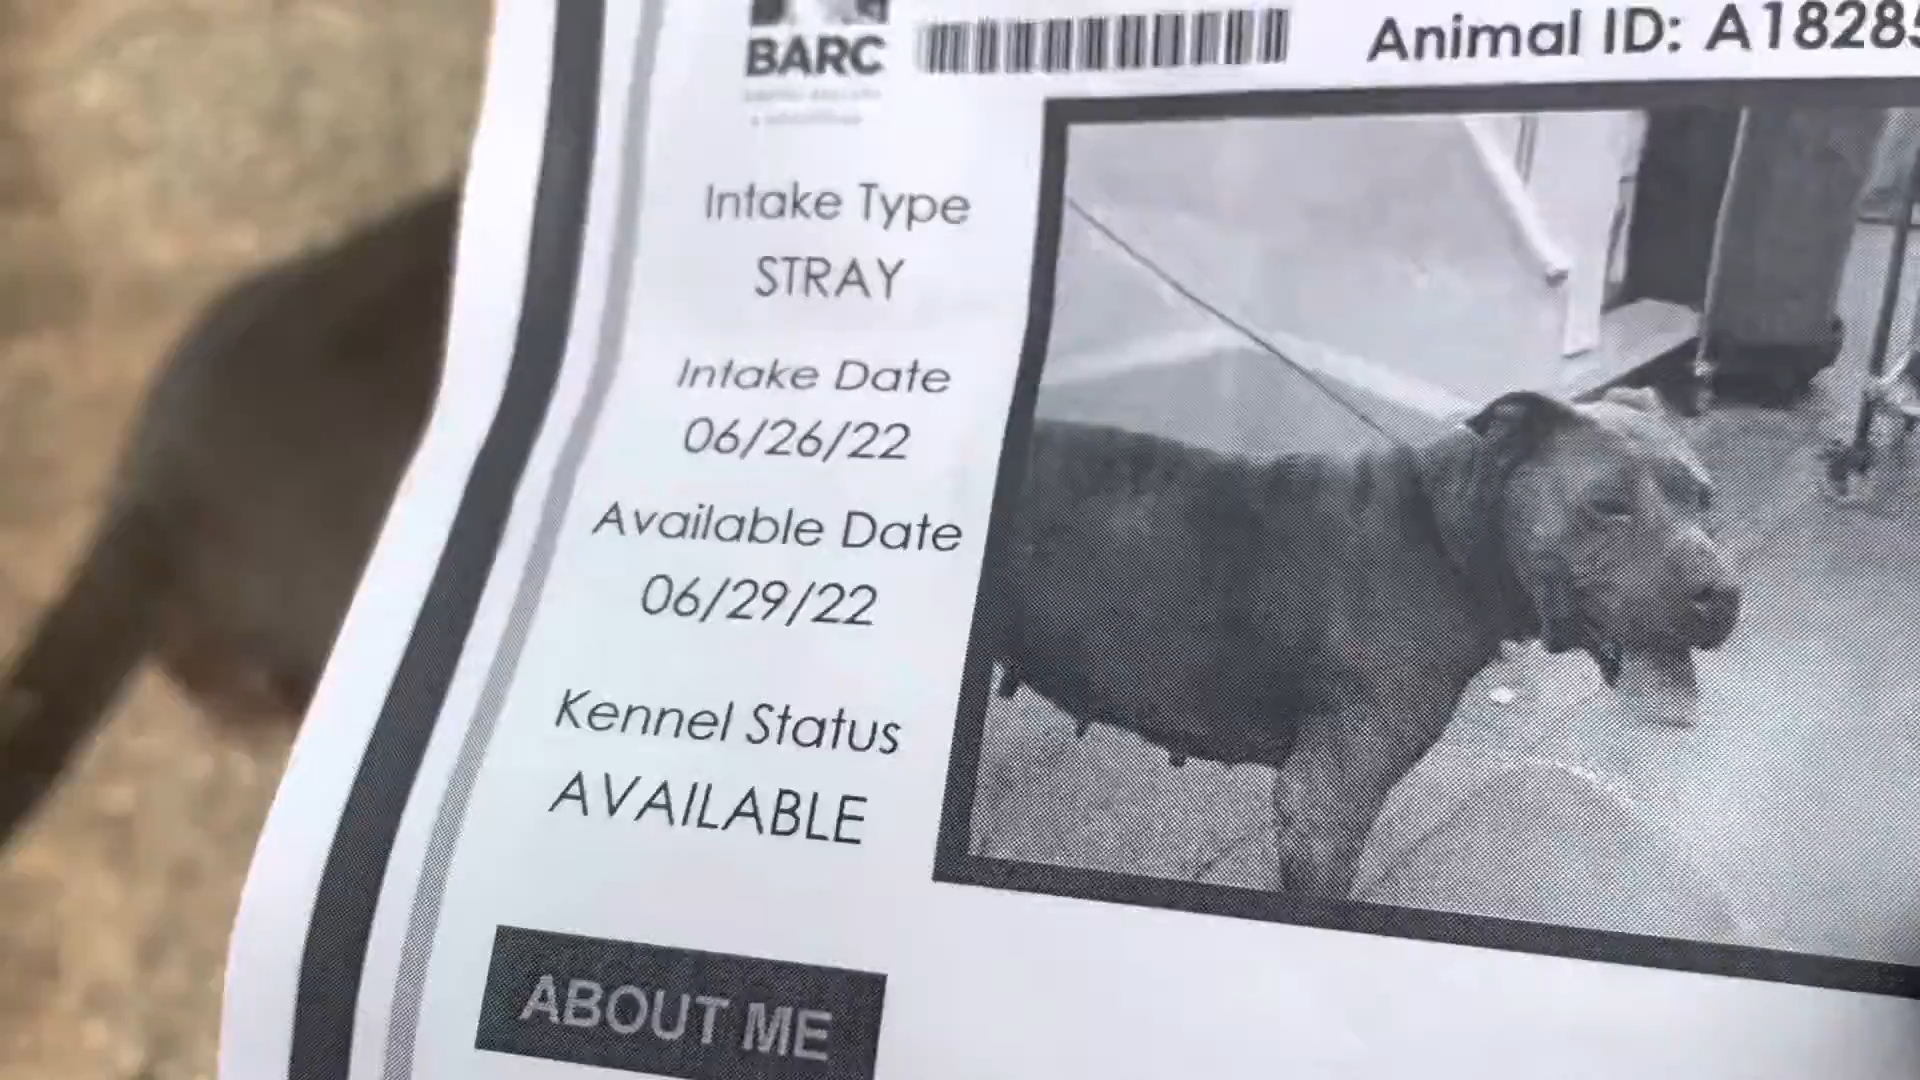 BARC
Animal ID: A1828
Intake Type
STRAY
Intake Date
06/26/22
Available Date
06/29/22
Kennel Status
AVAILABLE
ABOUT ME